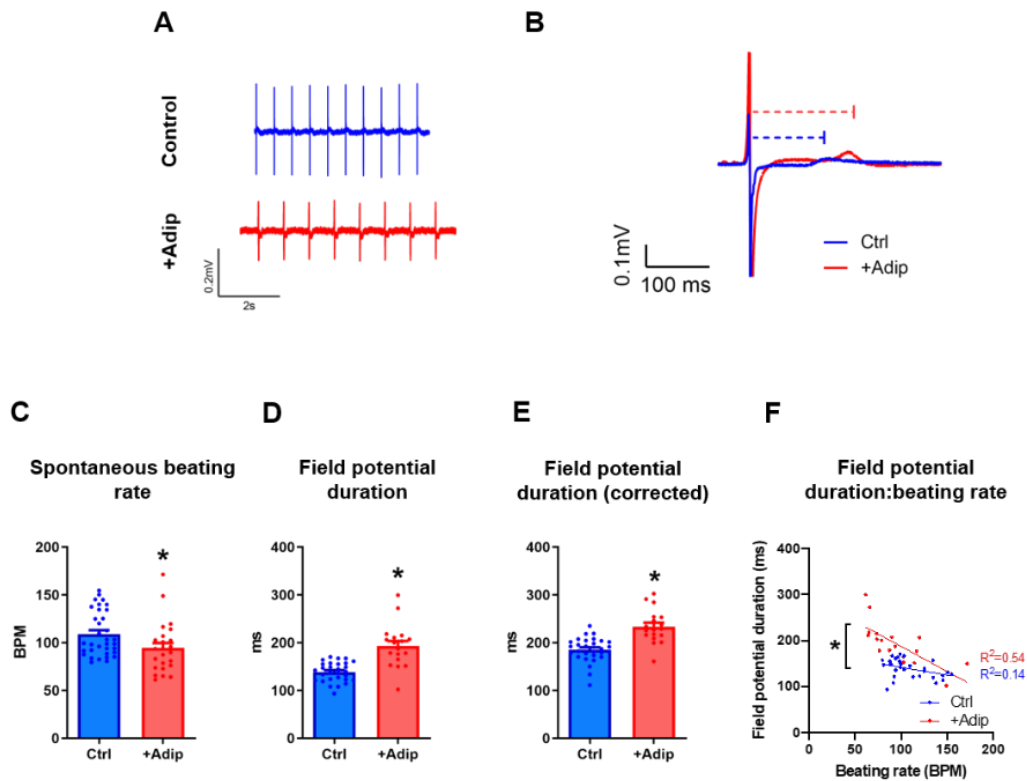 A
B
Control
+Adip
0.2mV
2s
0.1mV
100 ms
Ctrl
+Adip
C
D
E
F
Spontaneous beating
rate
Field potential
duration
Field potential
duration (corrected)
Field potential
duration:beating rate
BPM
200
150
100
50
0
*
Ctrl
+Adip
ms
400
300
200
100
0
*
Ctrl
+Adip
ms
400
300
200
100
0
*
Ctrl
+Adip
Field potential duration (ms)
400
300
200
100
0
*
R²=0.54
R²=0.14
Ctrl
+Adip
0 50 100 150 200
Beating rate (BPM)